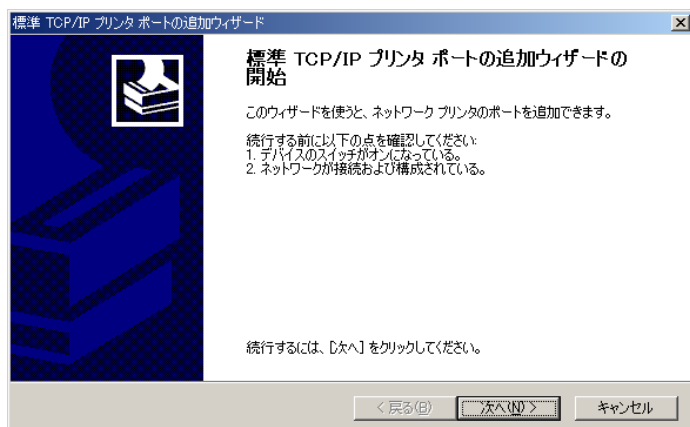 標準 TCP/IP プリンタ ポートの追加ウィザード
標準 TCP/IP プリンタ ポートの追加ウィザードの
開始
このウィザードを使うと、ネットワーク プリンタのポートを追加できます。
続行する前に以下の点を確認してください:
1. デバイスのスイッチがオンになっている。
2. ネットワークが接続および構成されている。
続行するには、[次へ] をクリックしてください。
< 戻る(B)
次へ(N) >
キャンセル